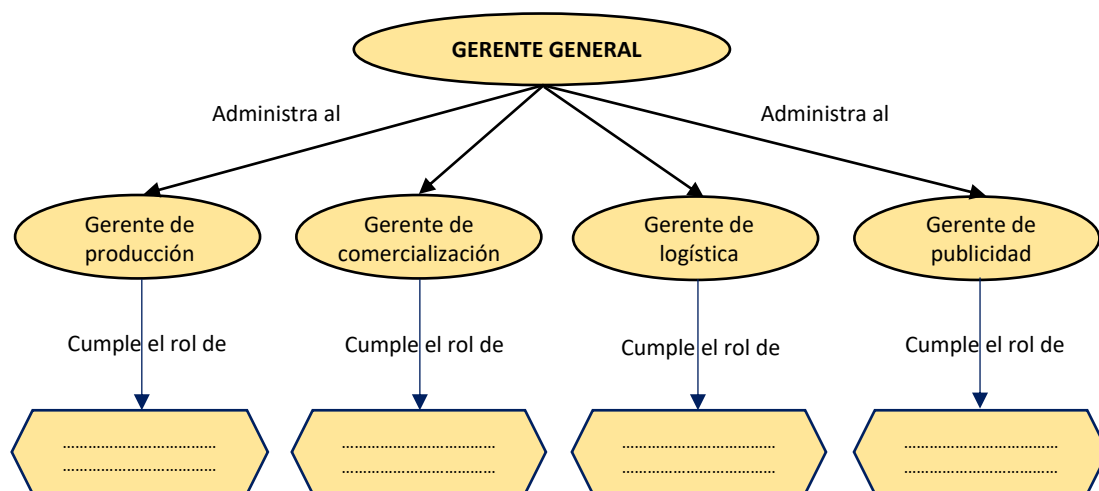 GERENTE GENERAL
Administra al
Administra al
Gerente de
producción
Gerente de
comercialización
Gerente de
logística
Gerente de
publicidad
Cumple el rol de
Cumple el rol de
Cumple el rol de
Cumple el rol de
....................................
....................................
....................................
....................................
....................................
....................................
....................................
....................................